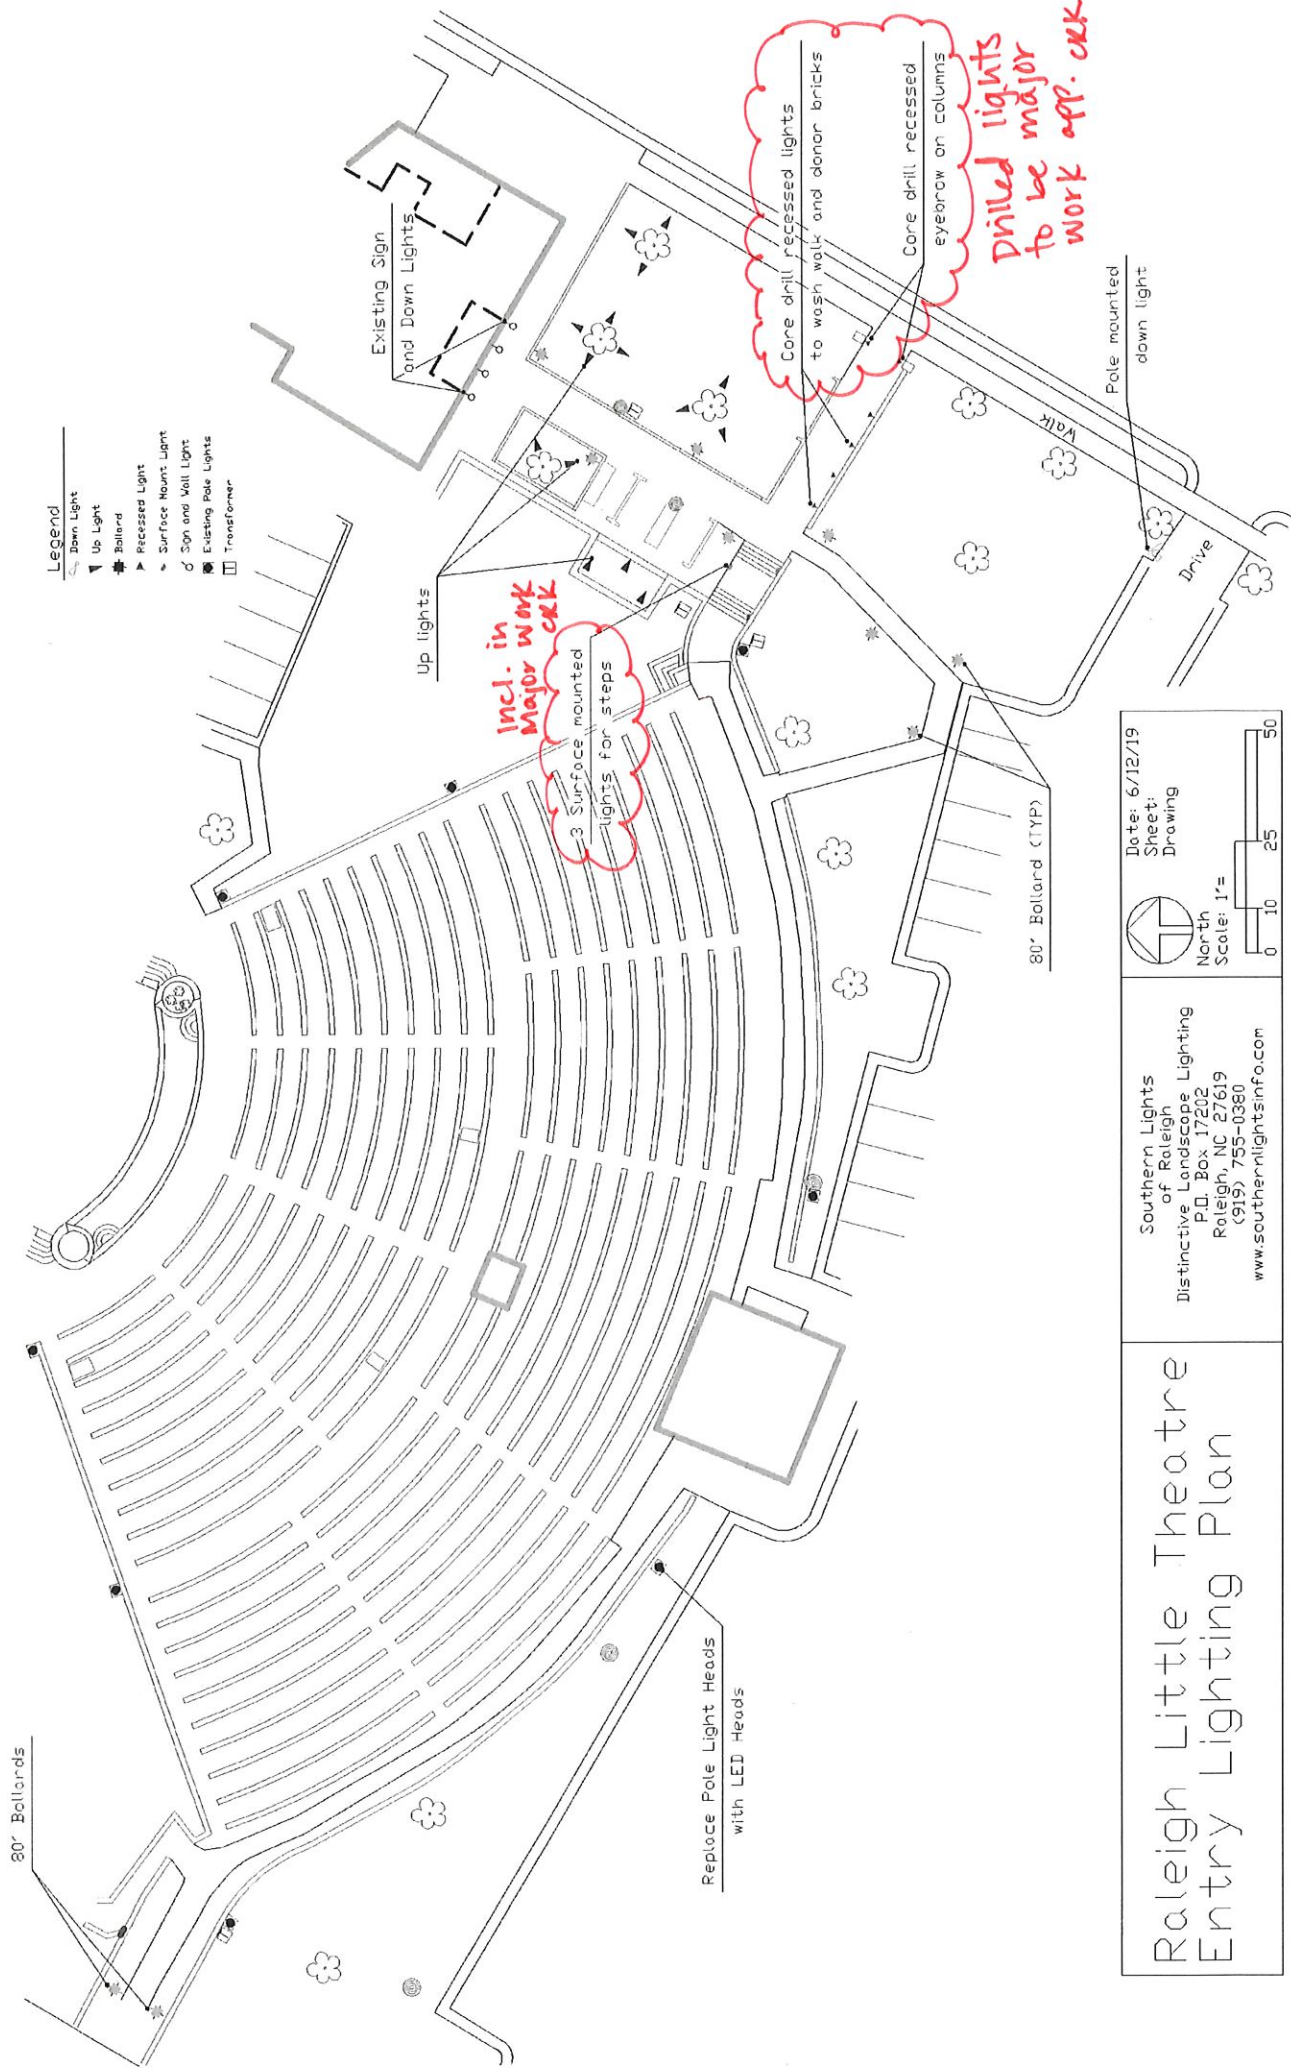 Legend
Down Light
Up Light
Ballard
Recessed Light
Surface Mount Light
Sign and Wall Light
Existing Pole Lights
Transformer
Existing Sign
and Down Lights
Up lights
Incl. in
Major Work
CRK
3 Surface mounted
lights for steps
Core drill recessed lights
to wash walk and donor bricks
Core drill recessed
eyebrow on columns
Drilled lights
to be major
work app. CRK
Pole mounted
down light
Walk
Drive
80" Bollard (TYP)
80" Bollards
Replace Pole Light Heads
with LED Heads
Raleigh Little Theatre
Entry Lighting Plan
Southern Lights
of Raleigh
Distinctive Landscape Lighting
P.O. Box 17202
Raleigh, NC 27619
(919) 755-0380
www.southernlightsinfo.com
North
Scale: 1"=
0 10 25 50
Date: 6/12/19
Sheet:
Drawing